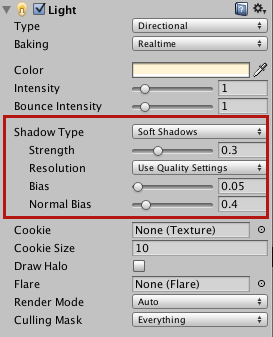 Light
Type Directional
Baking Realtime
Color
Intensity 1
Bounce Intensity 1
Shadow Type Soft Shadows
Strength 0.3
Resolution Use Quality Settings
Bias 0.05
Normal Bias 0.4
Cookie None (Texture)
Cookie Size 10
Draw Halo
Flare None (Flare)
Render Mode Auto
Culling Mask Everything